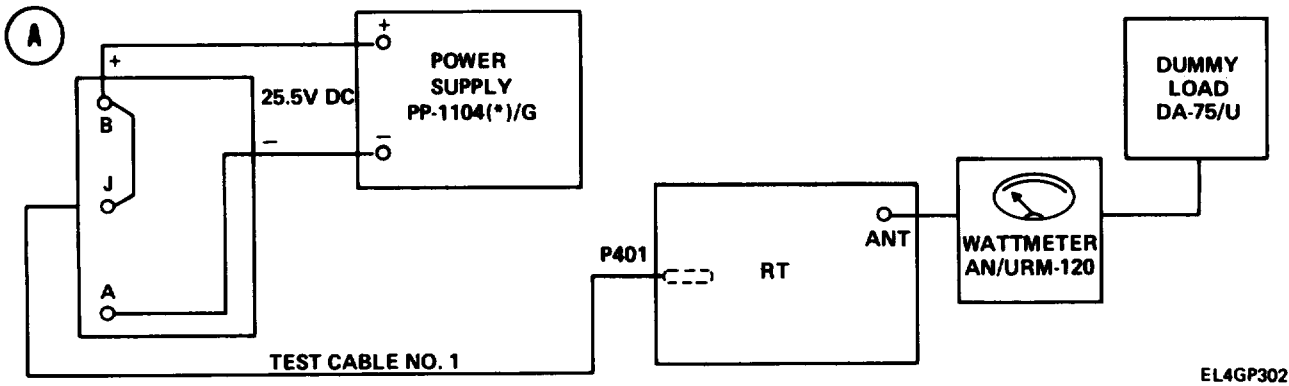 A
+
B
J
A
25.5V DC
−
+
−
POWER
SUPPLY
PP-1104(*)/G
TEST CABLE NO. 1
P401
RT
ANT
WATTMETER
AN/URM-120
DUMMY
LOAD
DA-75/U
EL4GP302